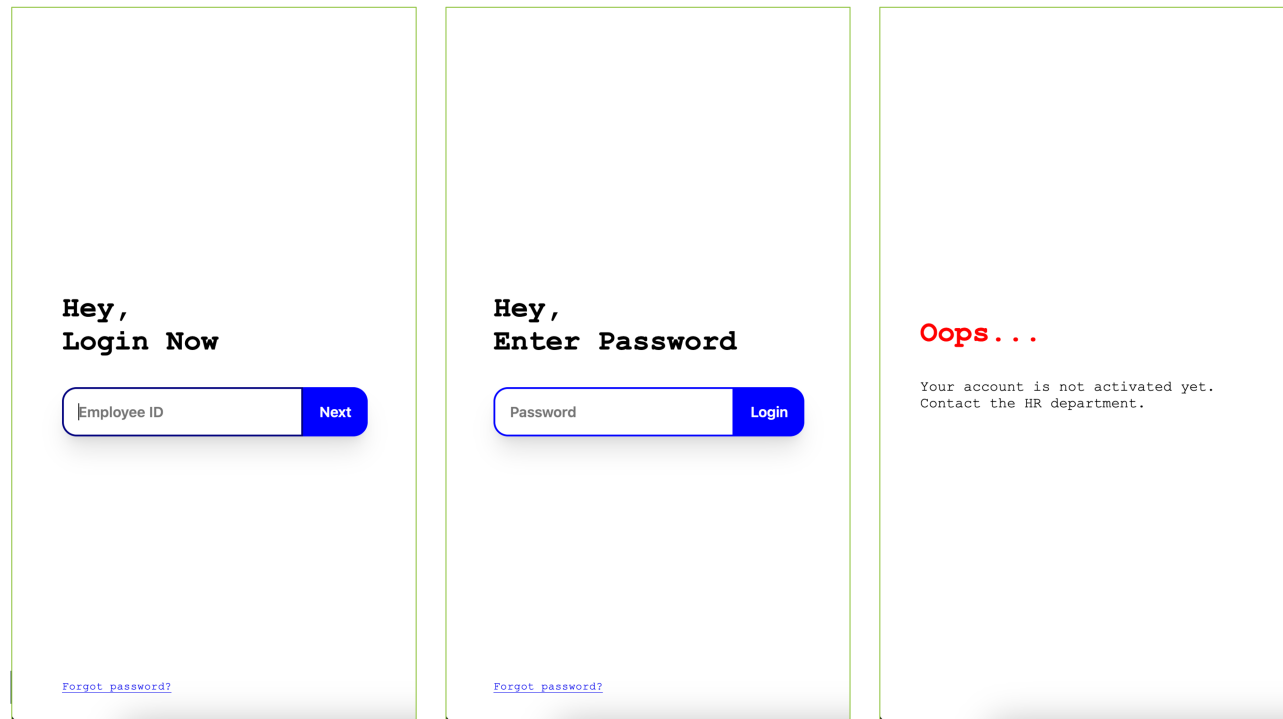 Hey,
Login Now
Employee ID
Next
Forgot password?
Hey,
Enter Password
Password
Login
Forgot password?
Oops...
Your account is not activated yet.
Contact the HR department.